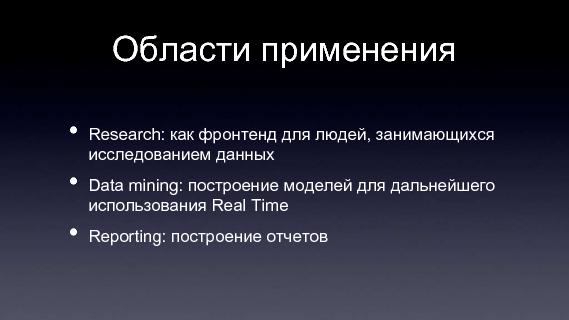 Области применения
• Research: как фронтенд для людей, занимающихся
исследованием данных
• Data mining: построение моделей для дальнейшего
использования Real Time
• Reporting: построение отчетов